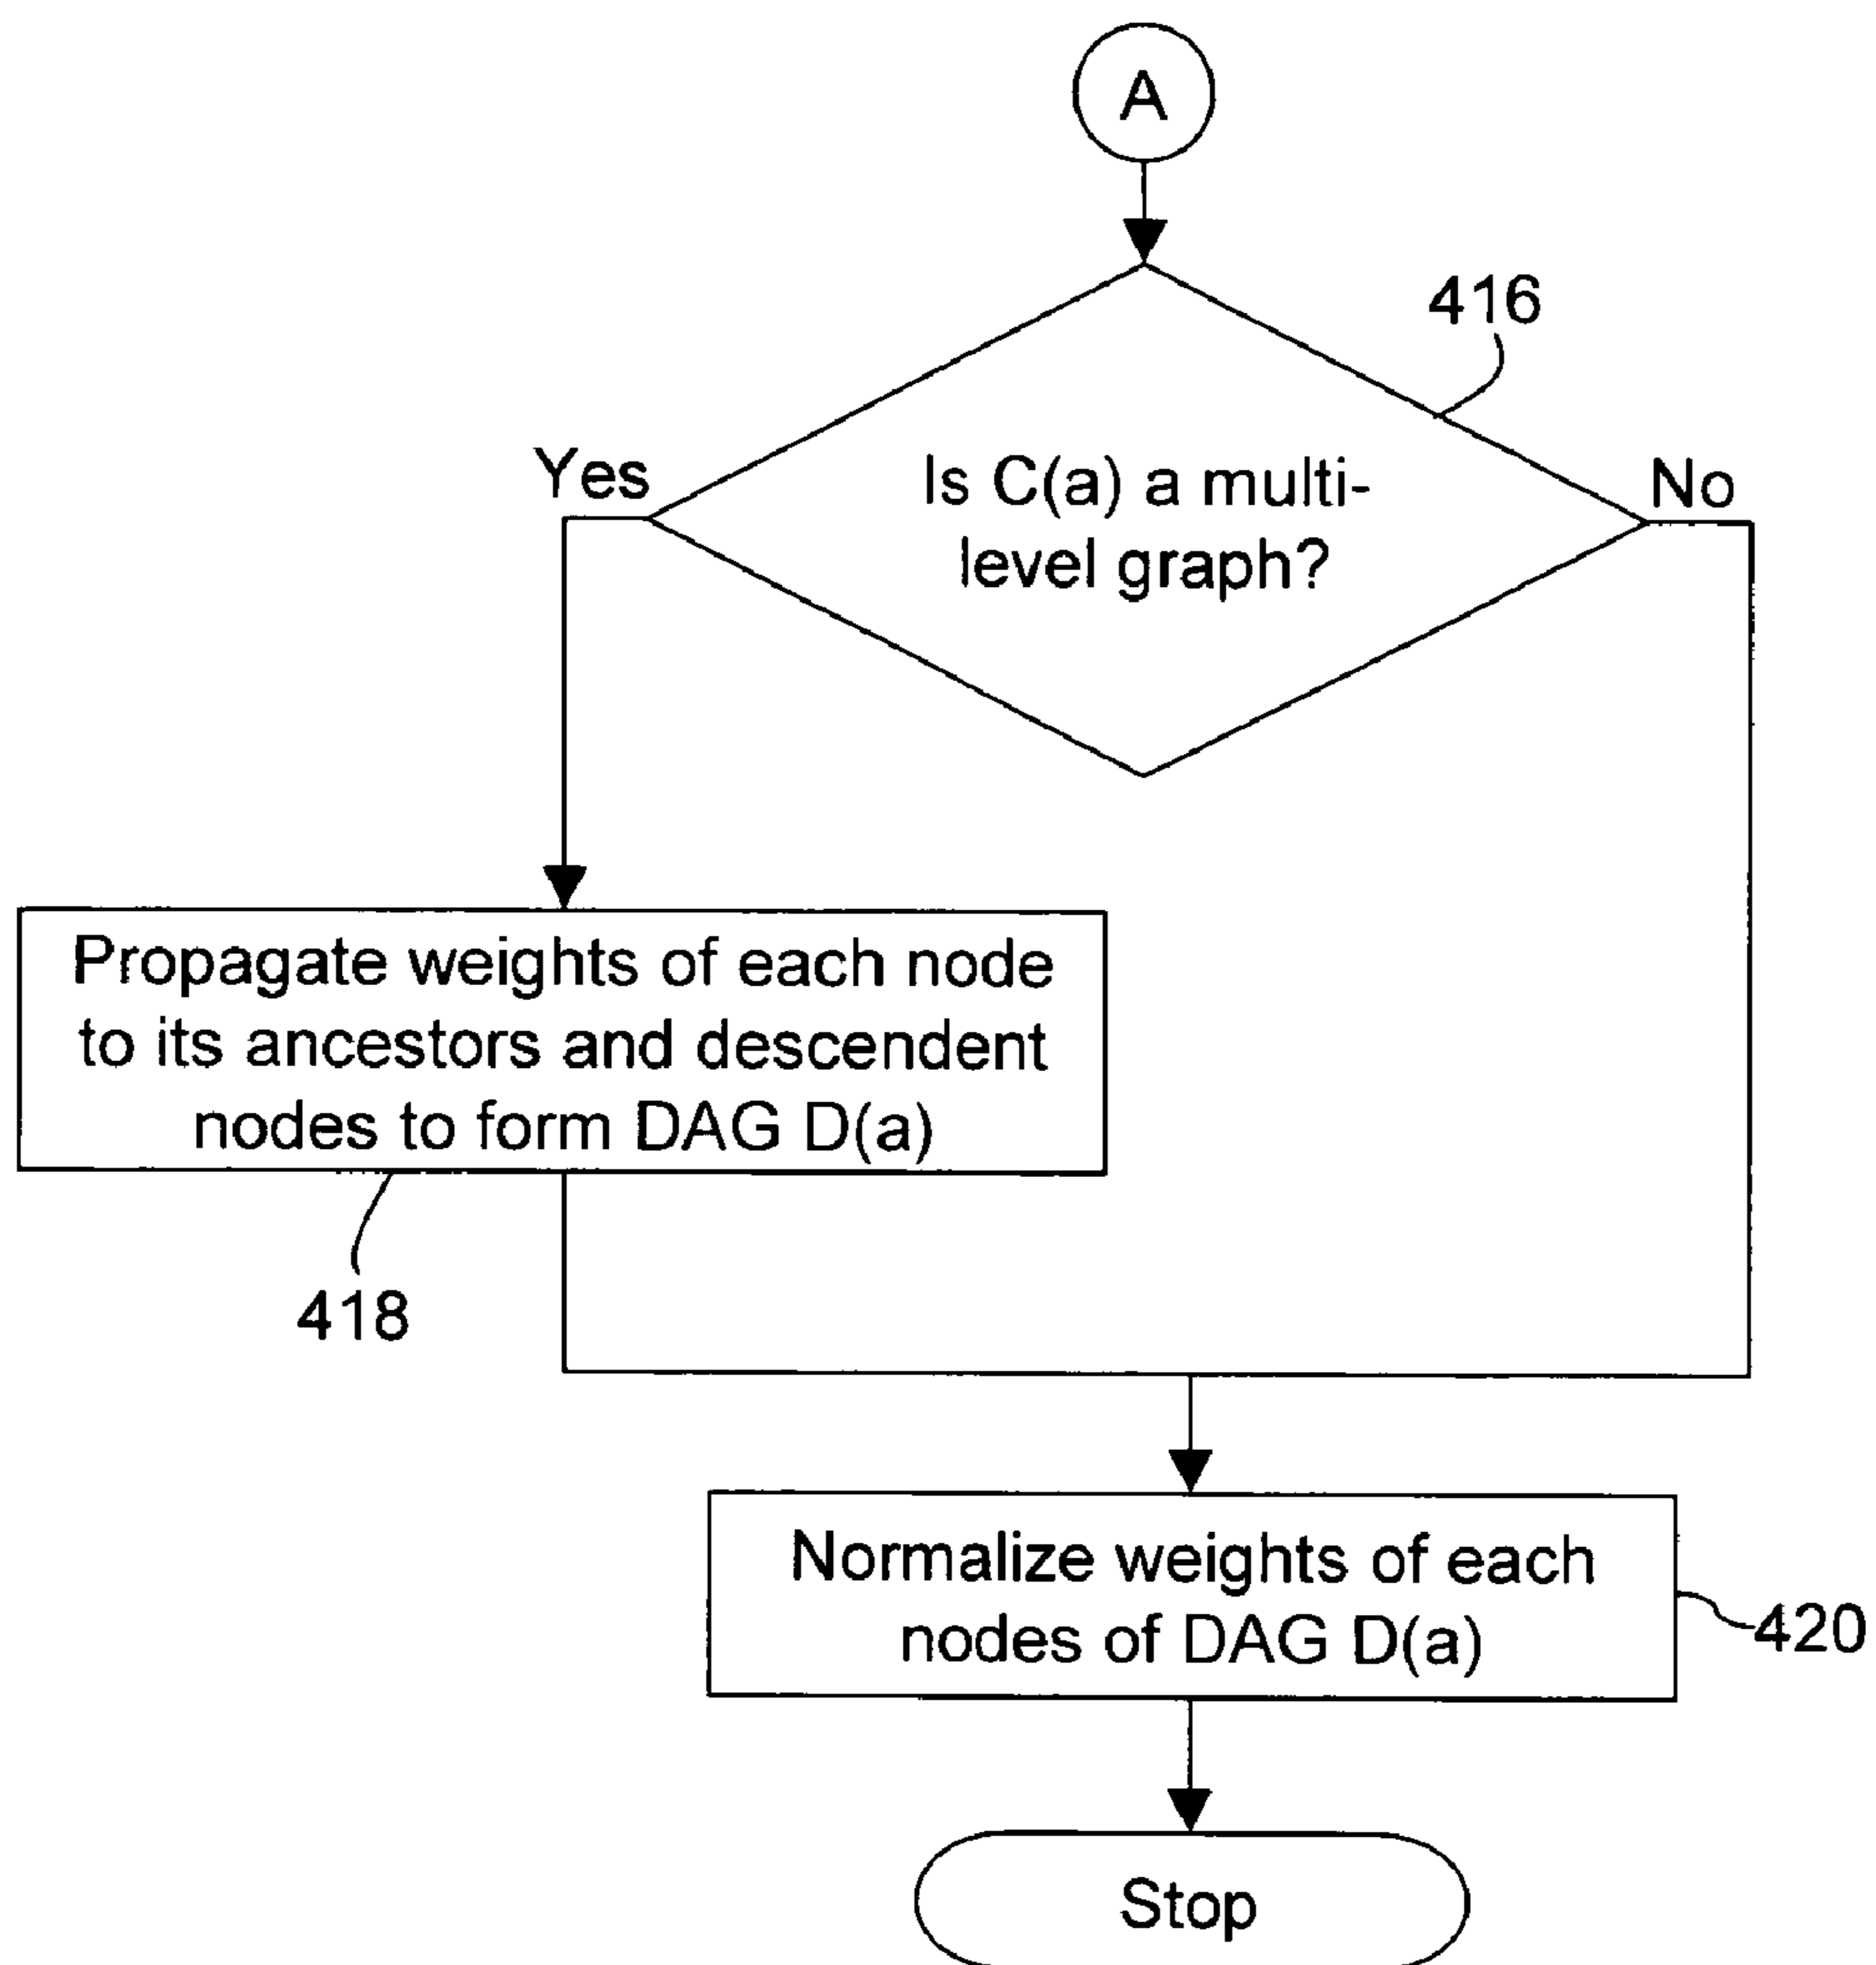 A
416
Yes
Is C(a) a multi-
level graph?
No
Propagate weights of each node
to its ancestors and descendent
nodes to form DAG D(a)
418
Normalize weights of each
nodes of DAG D(a)
420
Stop